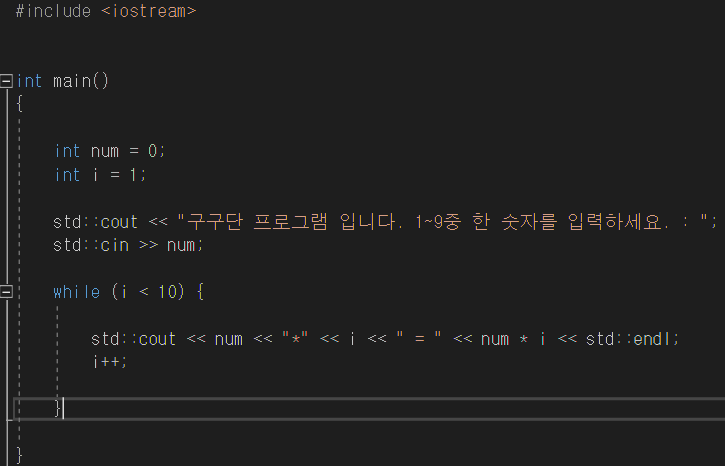 #include <iostream>
int main()
{
int num = 0;
int i = 1;
std::cout << "구구단 프로그램 입니다. 1~9중 한 숫자를 입력하세요. : ";
std::cin >> num;
while (i < 10) {
std::cout << num << "*" << i << " = " << num * i << std::endl;
i++;
}
}